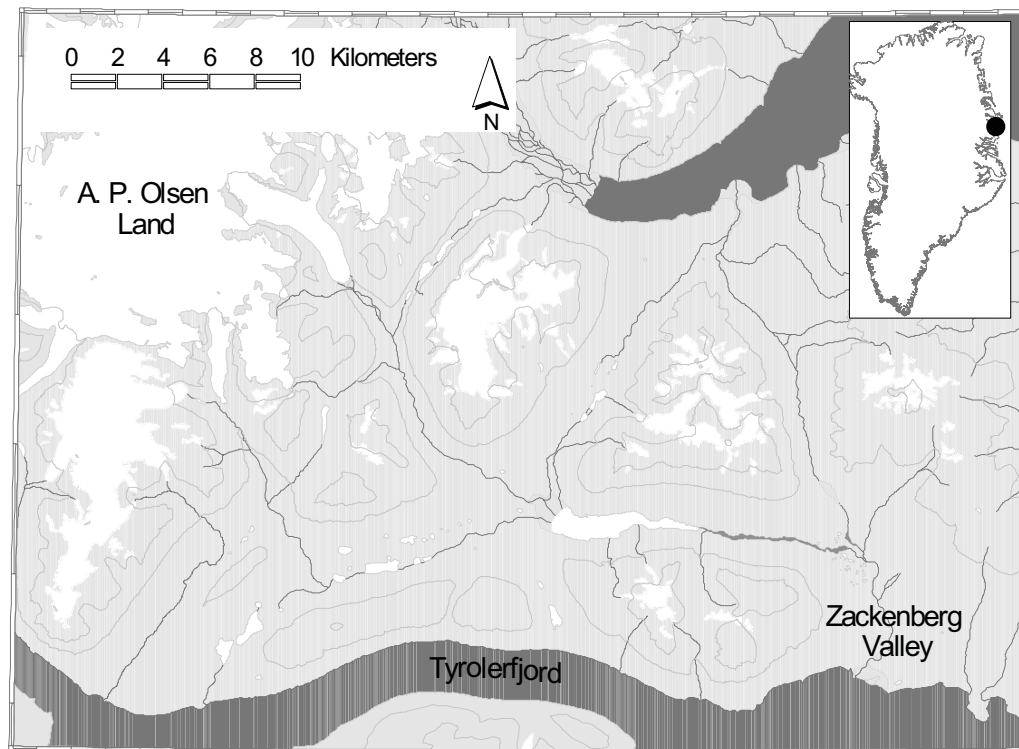 0 2 4 6 8 10 Kilometers
N
A. P. Olsen
Land
Zackenberg
Valley
Tyrolerfjord